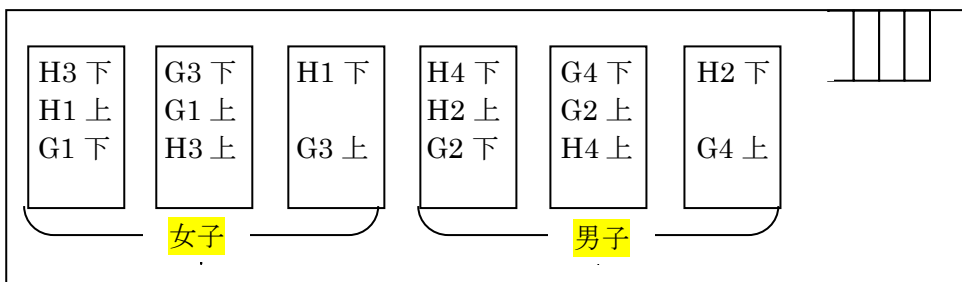 H3 下 G3 下 H1 下 H4 下 G4 下 H2 下
H1 上 G1 上 H2 上 G2 上
G1 下 H3 上 G3 上 G2 下 H4 上 G4 上
女子 男子